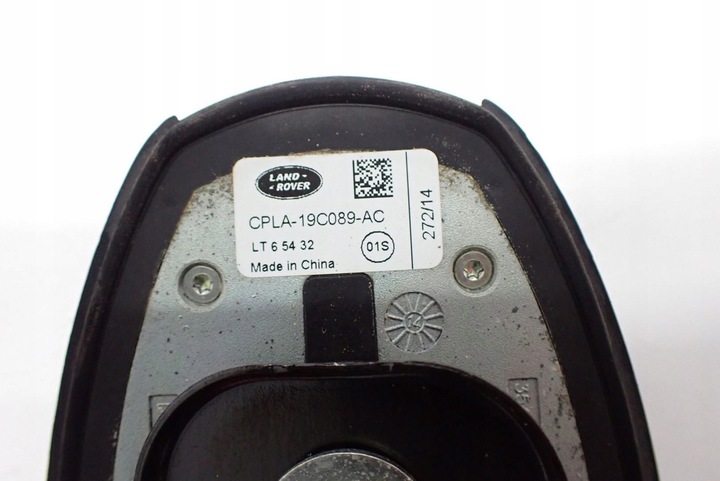 LAND-
-ROVER
CPLA-19C089-AC
LT 6 54 32
01S
Made in China
272/14